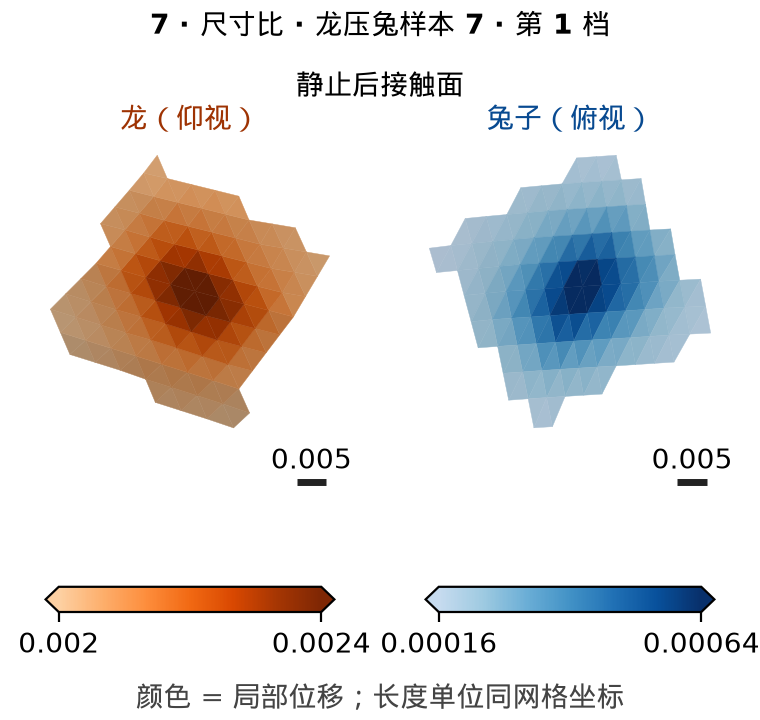 7 · 尺寸比 · 龙压兔样本 7 · 第 1 档
静止后接触面
龙（仰视）
兔子（俯视）
0.005
0.005
0.002
0.0024
0.00016
0.00064
颜色 = 局部位移；长度单位同网格坐标